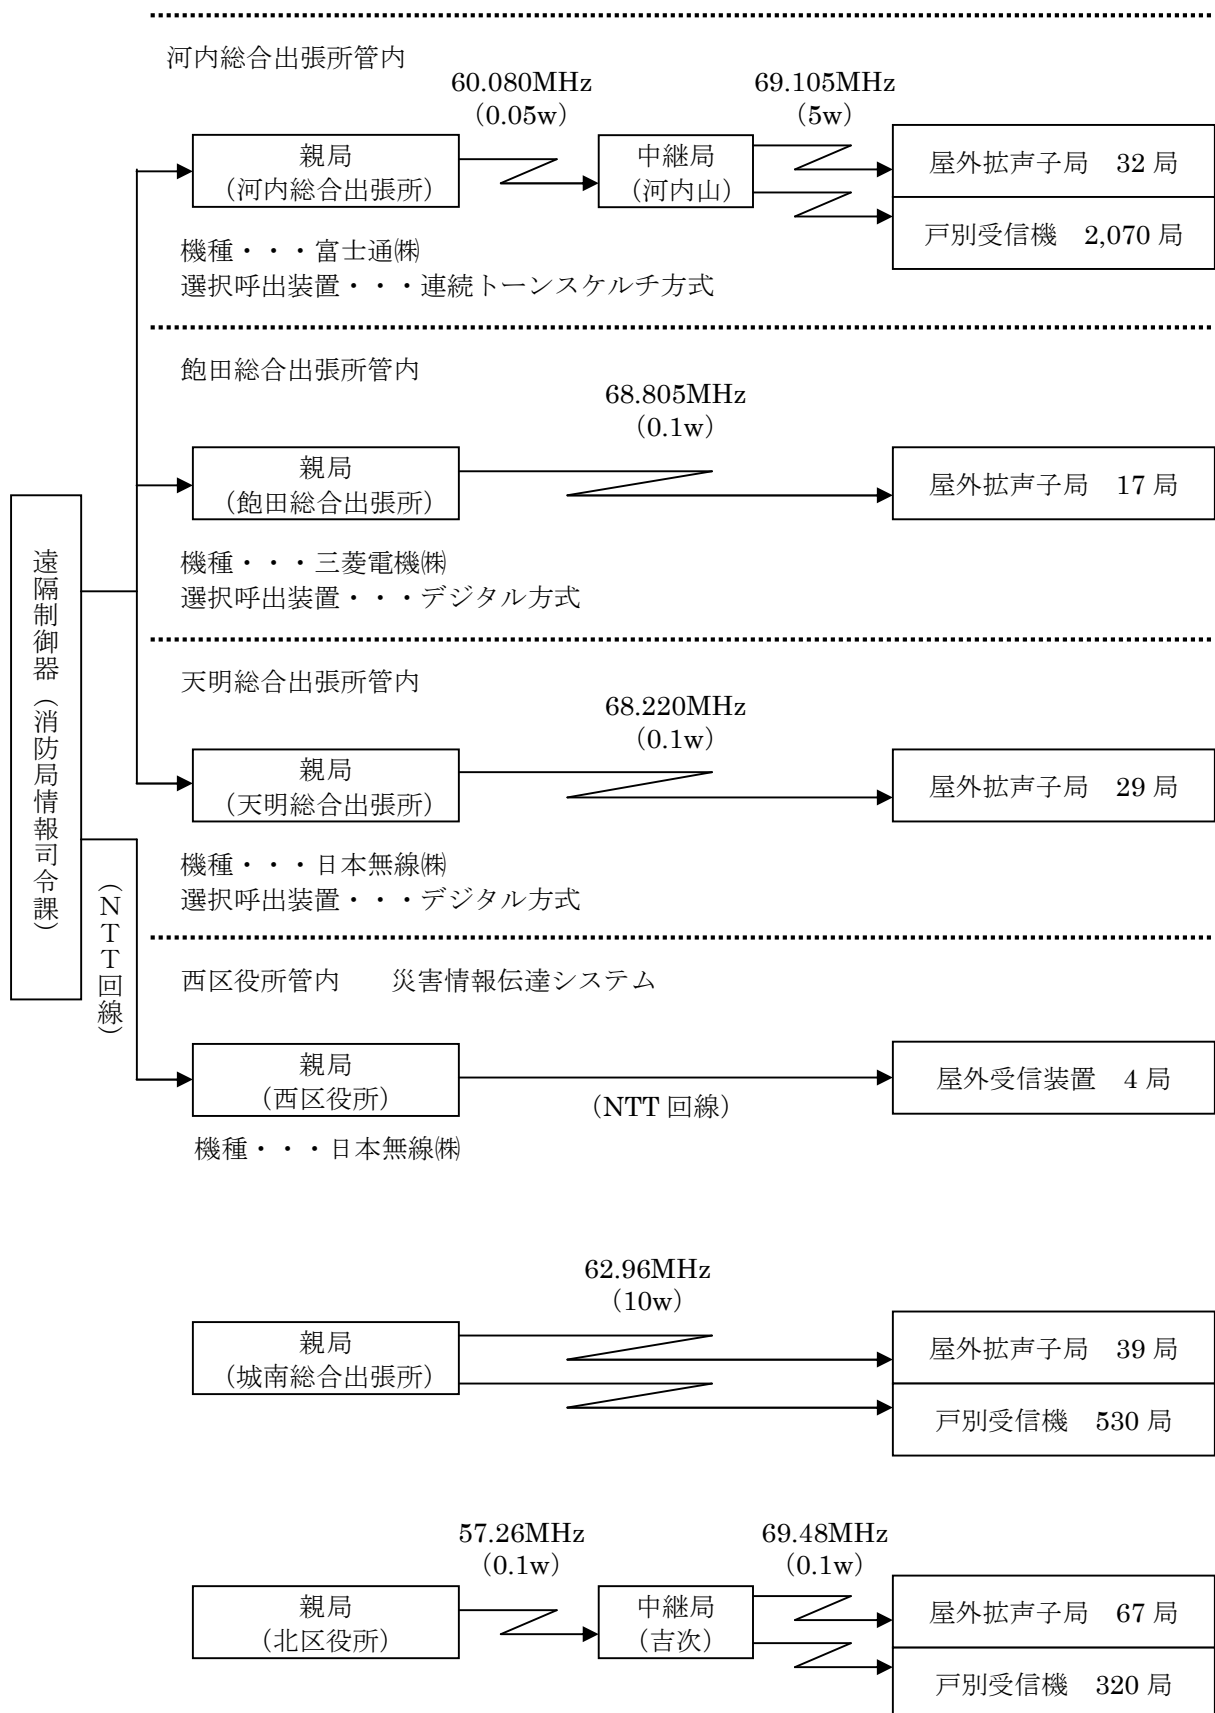 河内総合出張所管内
60.080MHz
（0.05w）
69.105MHz
（5w）
親局
（河内総合出張所）
中継局
（河内山）
屋外拡声子局　32 局
戸別受信機　2,070 局
機種・・・富士通㈱
選択呼出装置・・・連続トーンスケルチ方式
飽田総合出張所管内
68.805MHz
（0.1w）
親局
（飽田総合出張所）
屋外拡声子局　17 局
機種・・・三菱電機㈱
選択呼出装置・・・デジタル方式
遠隔制御器（消防局情報司令課）
天明総合出張所管内
68.220MHz
（0.1w）
親局
（天明総合出張所）
屋外拡声子局　29 局
機種・・・日本無線㈱
選択呼出装置・・・デジタル方式
（ＮＴＴ回線）
西区役所管内　　災害情報伝達システム
親局
（西区役所）
（NTT 回線）
屋外受信装置　4 局
機種・・・日本無線㈱
62.96MHz
（10w）
親局
（城南総合出張所）
屋外拡声子局　39 局
戸別受信機　530 局
57.26MHz
（0.1w）
69.48MHz
（0.1w）
親局
（北区役所）
中継局
（吉次）
屋外拡声子局　67 局
戸別受信機　320 局